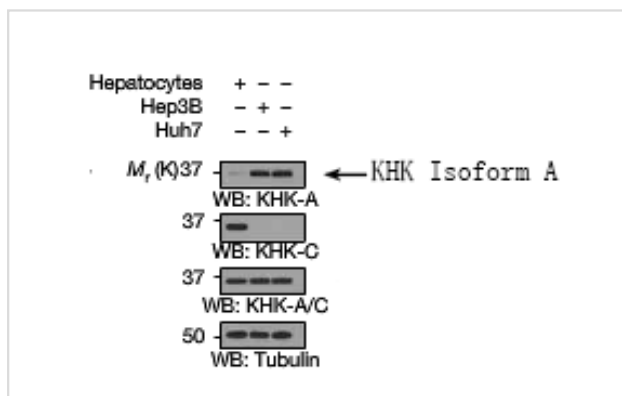 Hepatocytes + − −
Hep3B − + −
Huh7 − − +
Mr (K) 37
KHK Isoform A
WB: KHK-A
37
WB: KHK-C
37
WB: KHK-A/C
50
WB: Tubulin